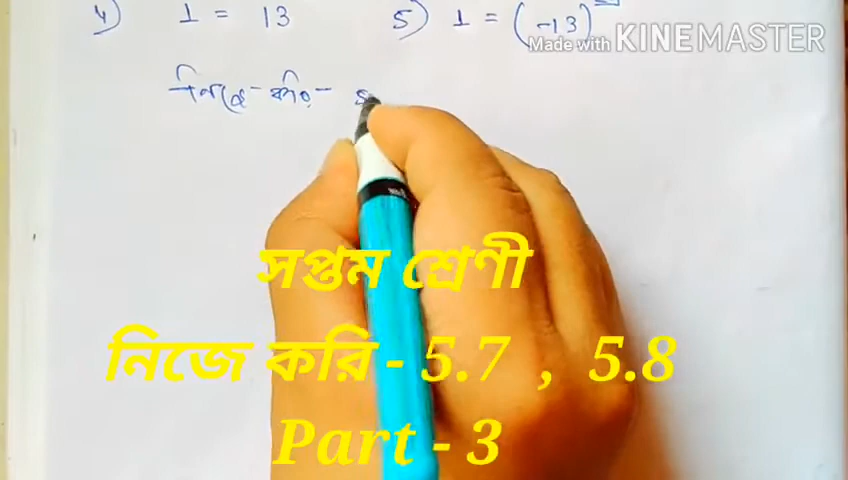 4) 1 = 13 5) 1 = (-13)
Made with KINEMASTER
নিজে করি -
সপ্তম শ্রেণী
নিজে করি - 5.7 , 5.8
Part - 3